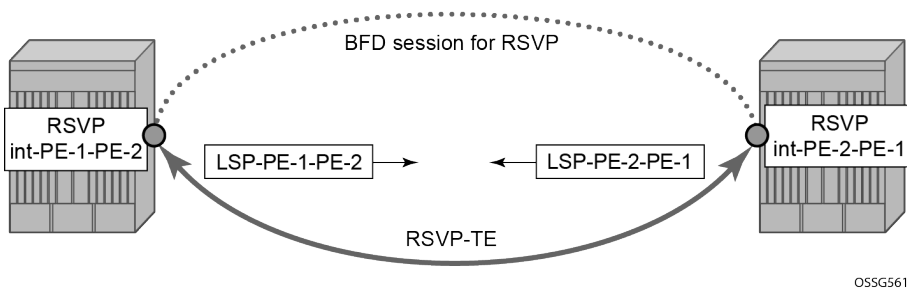 BFD session for RSVP
RSVP
int-PE-1-PE-2
RSVP
int-PE-2-PE-1
LSP-PE-1-PE-2
LSP-PE-2-PE-1
RSVP-TE
OSSG561